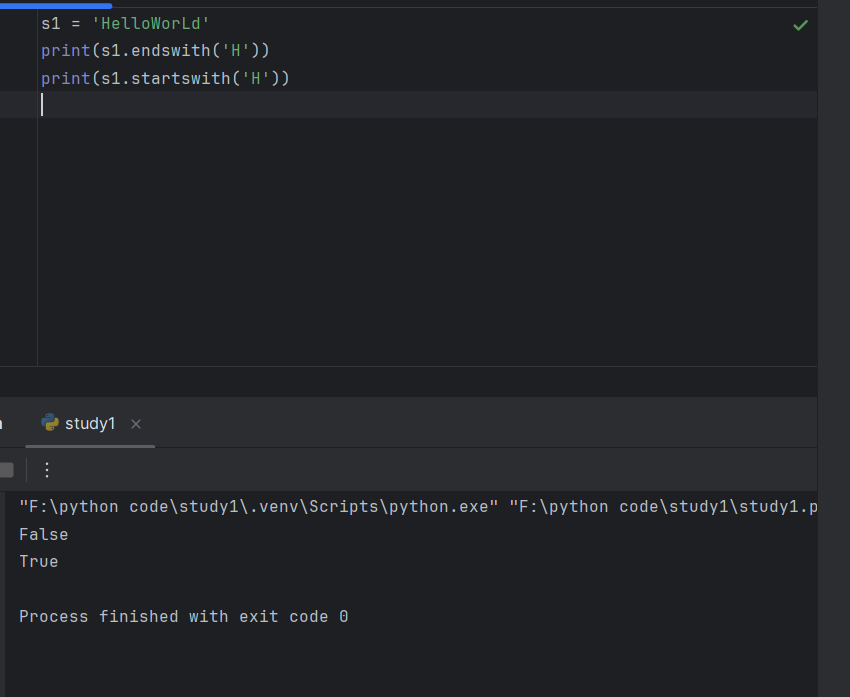 s1 = 'HelloWorLd'
print(s1.endswith('H'))
print(s1.startswith('H'))
study1
"F:\python code\study1\.venv\Scripts\python.exe" "F:\python code\study1\study1.p
False
True
Process finished with exit code 0